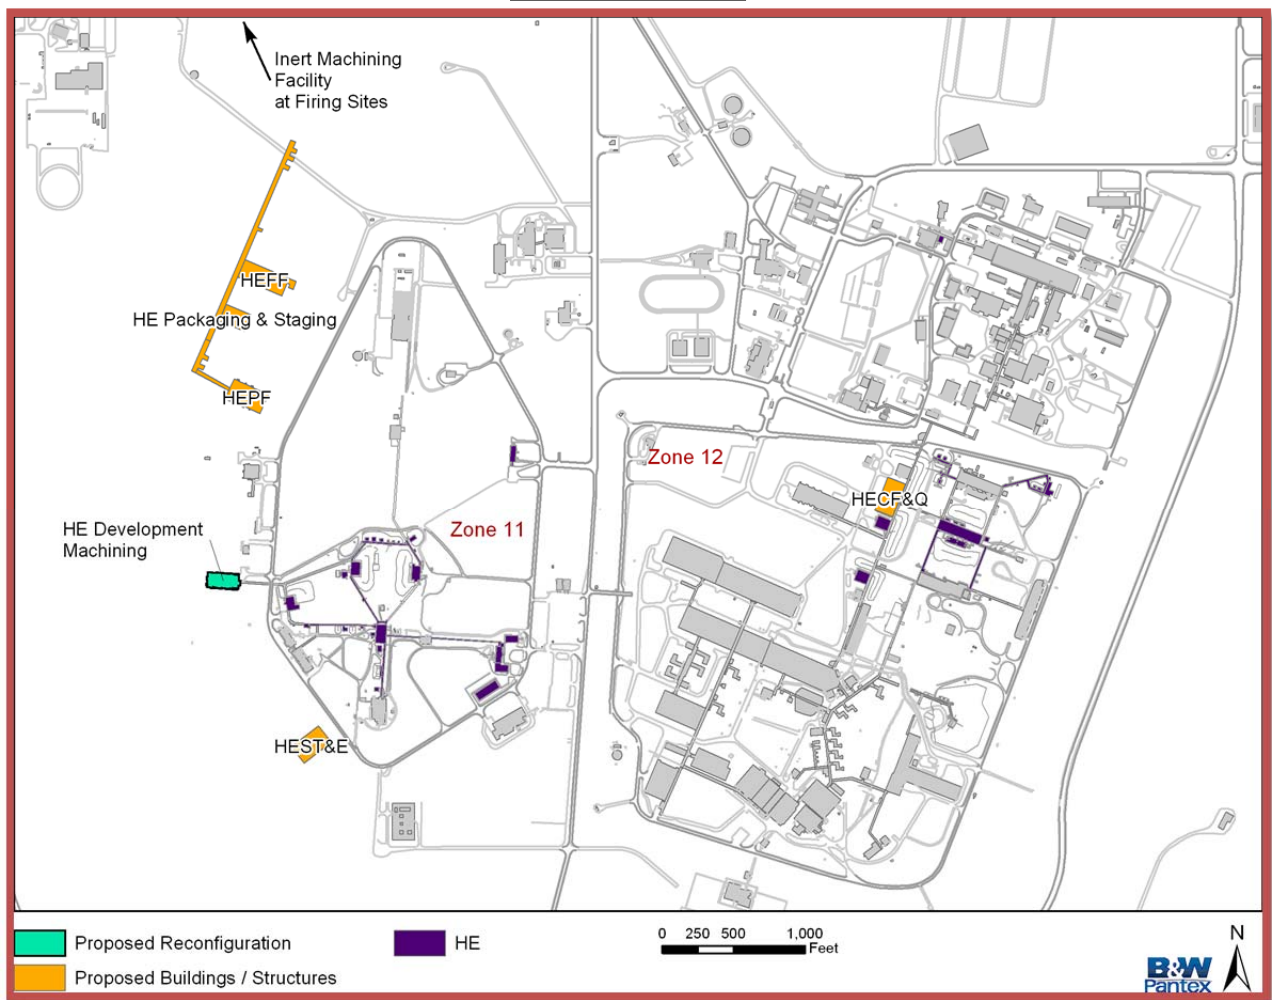 Inert Machining
Facility
at Firing Sites
HEFF
HE Packaging & Staging
HEPF
Zone 12
HECF&Q
HE Development
Machining
Zone 11
HEST&E
Proposed Reconfiguration
HE
0 250 500 1,000
Feet
N
Proposed Buildings / Structures
B&W
Pantex